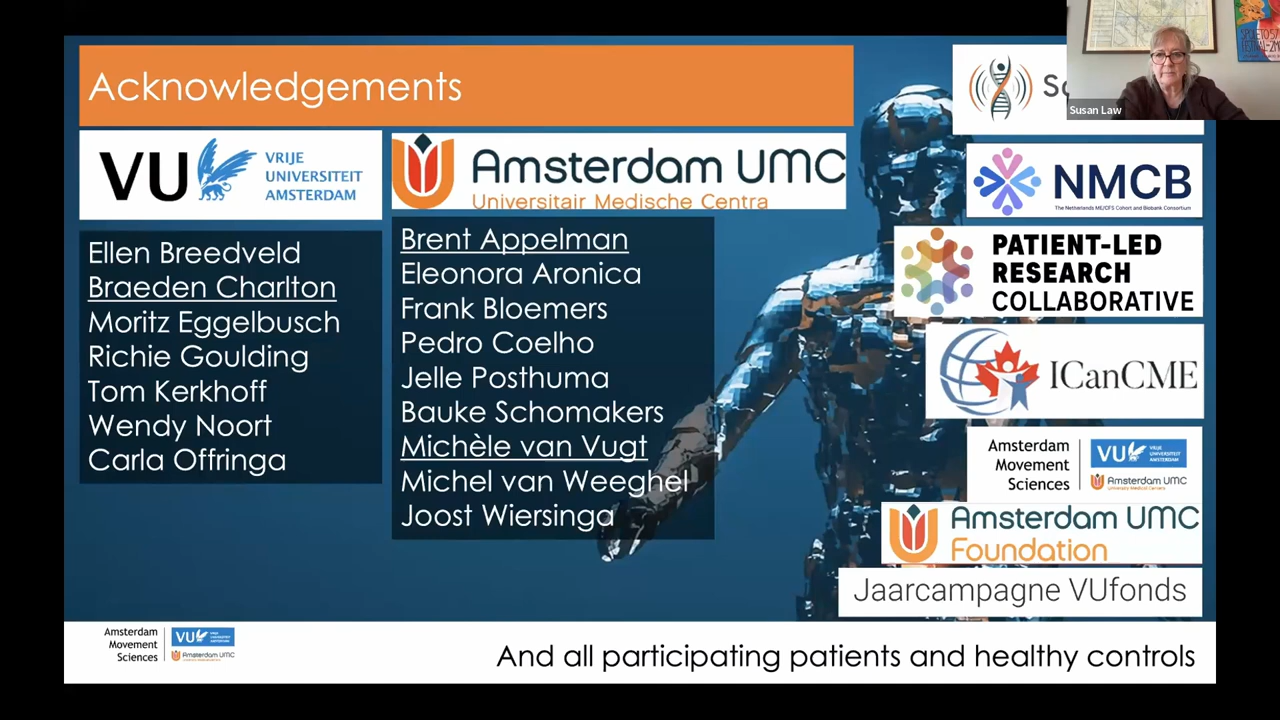 Acknowledgements
VU
VRIJE
UNIVERSITEIT
AMSTERDAM
Ellen Breedveld
Braeden Charlton
Moritz Eggelbusch
Richie Goulding
Tom Kerkhoff
Wendy Noort
Carla Offringa
Amsterdam UMC
Universitair Medische Centra
Brent Appelman
Eleonora Aronica
Frank Bloemers
Pedro Coelho
Jelle Posthuma
Bauke Schomakers
Michèle van Vugt
Michel van Weeghel
Joost Wiersinga
Susan Law
NMCB
The Netherlands ME/CFS Cohort and Biobank Consortium
PATIENT-LED
RESEARCH
COLLABORATIVE
ICanCME
Amsterdam
Movement
Sciences
VU
VRIJE
UNIVERSITEIT
AMSTERDAM
Amsterdam UMC
University Medical Centers
Amsterdam UMC
Foundation
Jaarcampagne VUfonds
Amsterdam
Movement
Sciences
VU
Amsterdam UMC
And all participating patients and healthy controls